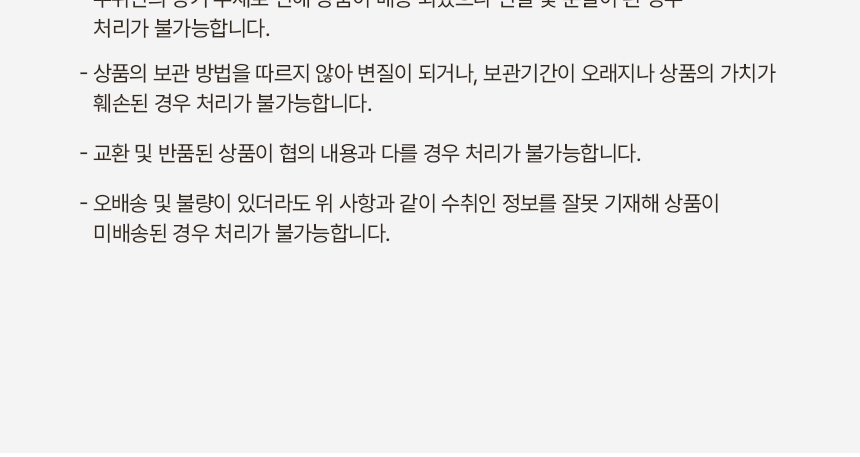 처리가 불가능합니다.
- 상품의 보관 방법을 따르지 않아 변질이 되거나, 보관기간이 오래지나 상품의 가치가
훼손된 경우 처리가 불가능합니다.
- 교환 및 반품된 상품이 협의 내용과 다를 경우 처리가 불가능합니다.
- 오배송 및 불량이 있더라도 위 사항과 같이 수취인 정보를 잘못 기재해 상품이
미배송된 경우 처리가 불가능합니다.